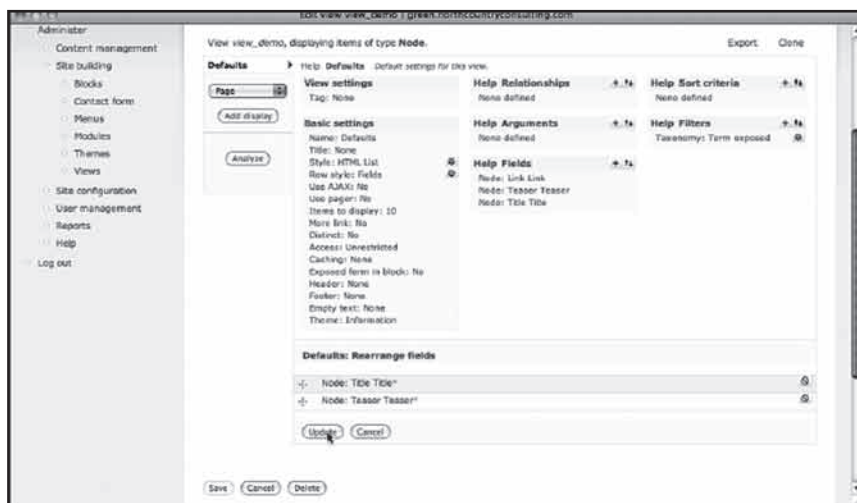 Edit view view_demo | green.northcountryconsulting.com
Administer
Content management
Site building
Blocks
Contact form
Menus
Modules
Themes
Views
Site configuration
User management
Reports
Help
Log out
View view_demo, displaying items of type Node.
Export Clone
Defaults
Page
Add display
Analyze
Help Defaults Default settings for this view.
View settings
Tag: None
Basic settings
Name: Defaults
Title: None
Style: HTML List
Row style: Fields
Use AJAX: No
Use pager: No
Items to display: 10
More link: No
Distinct: No
Access: Unrestricted
Caching: None
Exposed form in block: No
Header: None
Footer: None
Empty text: None
Theme: Information
Help Relationships
None defined
Help Arguments
None defined
Help Fields
Node: Link Link
Node: Teaser Teaser
Node: Title Title
Help Sort criteria
None defined
Help Filters
Taxonomy: Term exposed
Defaults: Rearrange fields
Node: Title Title*
Node: Teaser Teaser*
Update Cancel
Save Cancel Delete